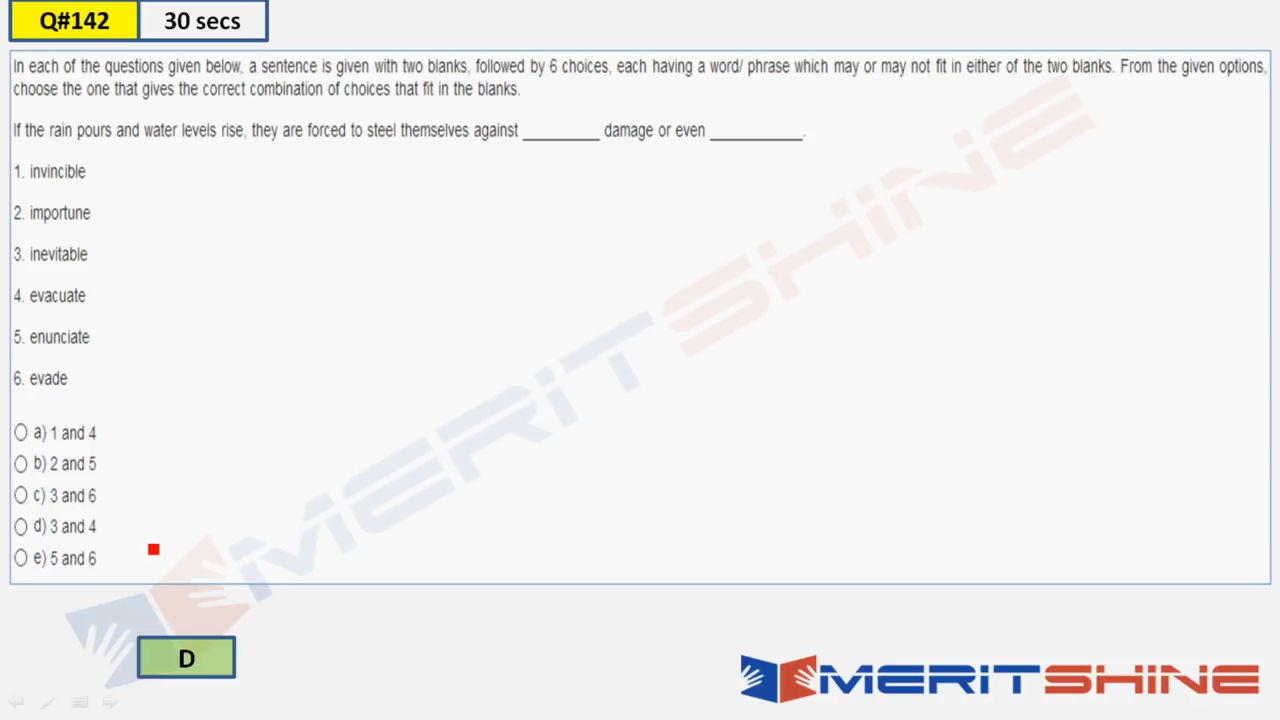 Q#142
30 secs
In each of the questions given below, a sentence is given with two blanks, followed by 6 choices, each having a word/ phrase which may or may not fit in either of the two blanks. From the given options,
choose the one that gives the correct combination of choices that fit in the blanks.
If the rain pours and water levels rise, they are forced to steel themselves against _________ damage or even ___________.
1. invincible
2. importune
3. inevitable
4. evacuate
5. enunciate
6. evade
a) 1 and 4
b) 2 and 5
c) 3 and 6
d) 3 and 4
e) 5 and 6
D
MERITSHINE
MERITSHINE